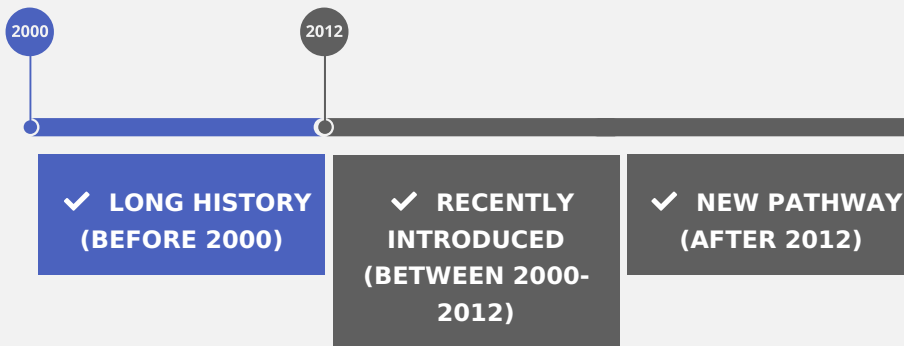 2000
2012
LONG HISTORY
(BEFORE 2000)
RECENTLY
INTRODUCED
(BETWEEN 2000-
2012)
NEW PATHWAY
(AFTER 2012)